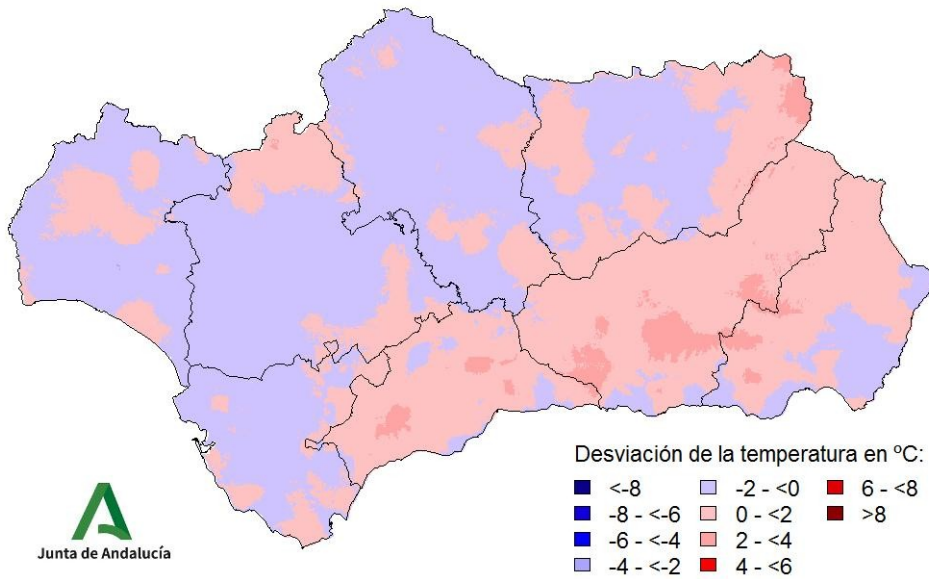 Desviación de la temperatura en ºC:
<-8 -2 - <0 6 - <8
-8 - <-6 0 - <2 >8
-6 - <-4 2 - <4
-4 - <-2 4 - <6
Junta de Andalucía